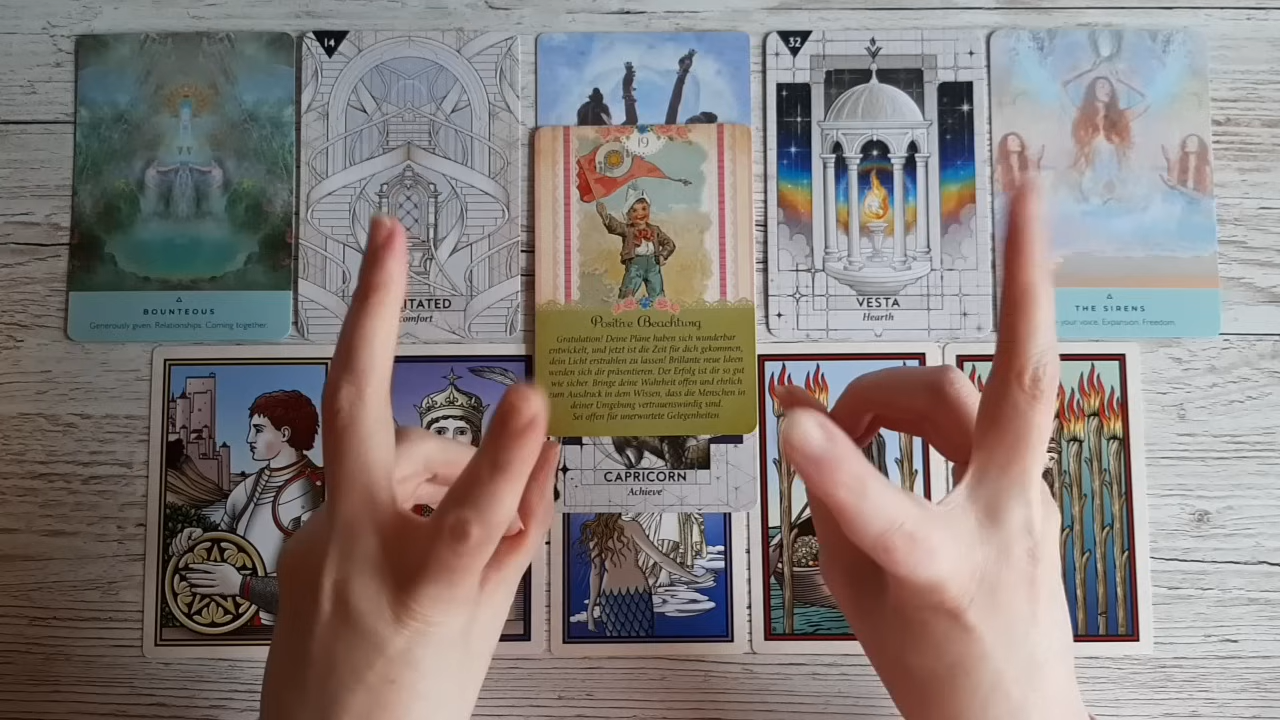 BOUNTEOUS
Generously given. Relationships. Coming together.
14
ITATED
comfort
19
Positive Beachtung
Gratulation! Deine Pläne haben sich wunderbar
entwickelt, und jetzt ist die Zeit für dich gekommen,
dein Licht erstrahlen zu lassen! Brillante neue Ideen
werden sich dir präsentieren. Der Erfolg ist dir so gut
wie sicher. Bringe deine Wahrheit offen und ehrlich
zum Ausdruck in dem Wissen, dass die Menschen in
deiner Umgebung vertrauenswürdig sind.
Sei offen für unerwartete Gelegenheiten.
32
VESTA
Hearth
THE SIRENS
your voice. Expansion. Freedom.
CAPRICORN
Achieve